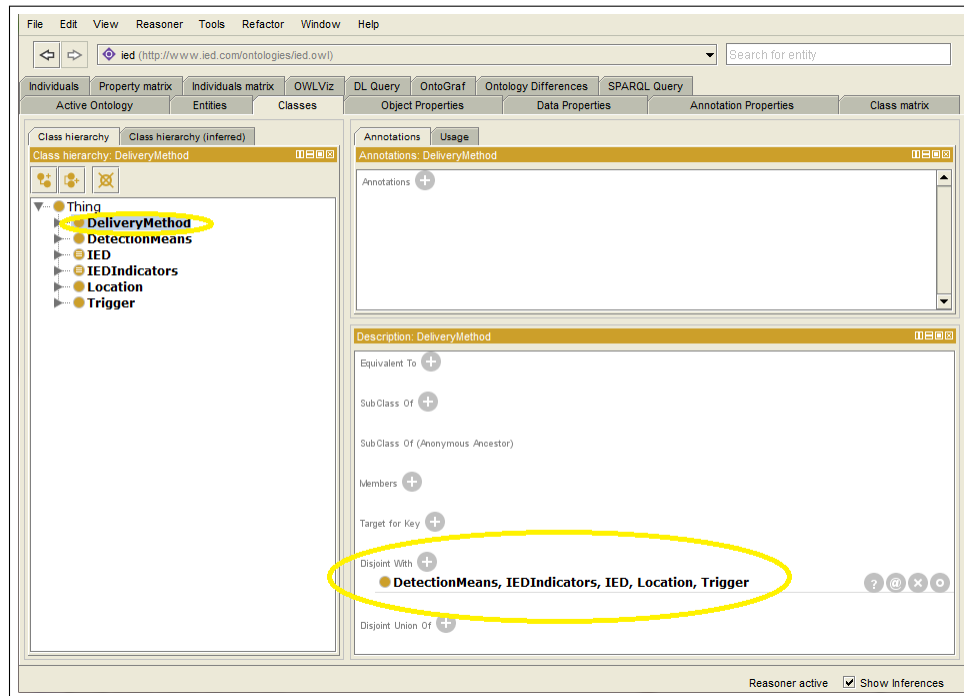 File Edit View Reasoner Tools Refactor Window Help
ied (http://www.ied.com/ontologies/ied.owl)
Search for entity
Individuals Property matrix Individuals matrix OWLViz DL Query OntoGraf Ontology Differences SPARQL Query
Active Ontology Entities Classes Object Properties Data Properties Annotation Properties Class matrix
Class hierarchy Class hierarchy (inferred)
Class hierarchy: DeliveryMethod
Thing
DeliveryMethod
DetectionMeans
IED
IEDIndicators
Location
Trigger
Annotations Usage
Annotations: DeliveryMethod
Annotations
Description: DeliveryMethod
Equivalent To
SubClass Of
SubClass Of (Anonymous Ancestor)
Members
Target for Key
Disjoint With
DetectionMeans, IEDIndicators, IED, Location, Trigger
? @ X O
Disjoint Union Of
Reasoner active Show Inferences